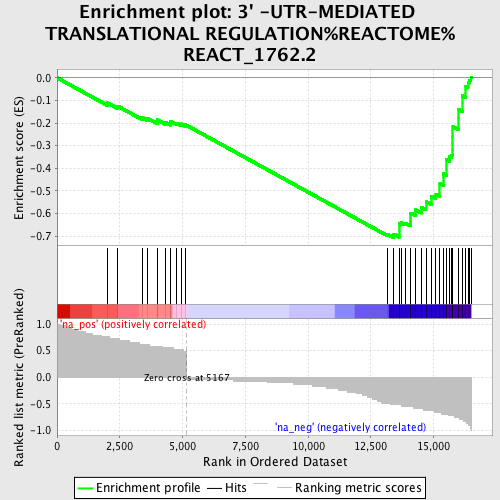 Enrichment plot: 3' -UTR-MEDIATED
TRANSLATIONAL REGULATION%REACTOME%
REACT_1762.2
Enrichment score (ES)
0.0
-0.1
-0.2
-0.3
-0.4
-0.5
-0.6
-0.7
Ranked list metric (PreRanked)
1.0
0.5
0.0
-0.5
-1.0
'na_pos' (positively correlated)
Zero cross at 5167
'na_neg' (negatively correlated)
0 2,500 5,000 7,500 10,000 12,500 15,000
Rank in Ordered Dataset
Enrichment profile Hits Ranking metric scores